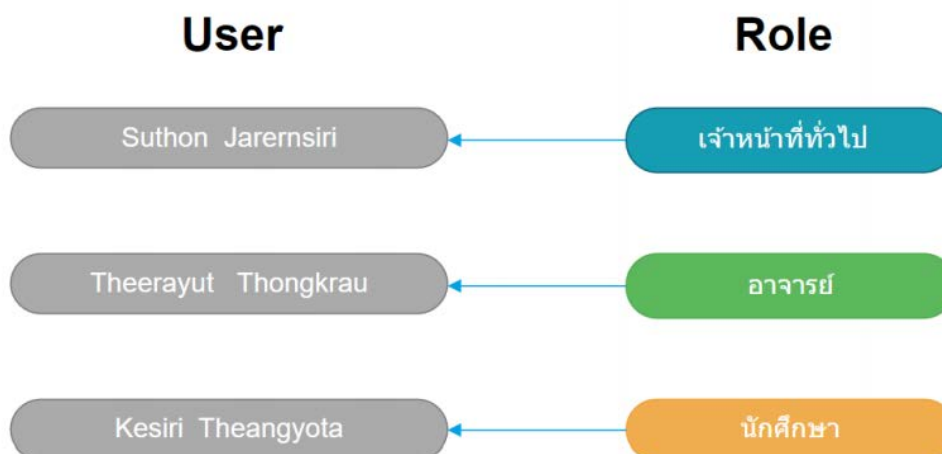 User Role
Suthon Jarernsiri เจ้าหน้าที่ทั่วไป
Theerayut Thongkrau อาจารย์
Kesiri Theangyota นักศึกษา